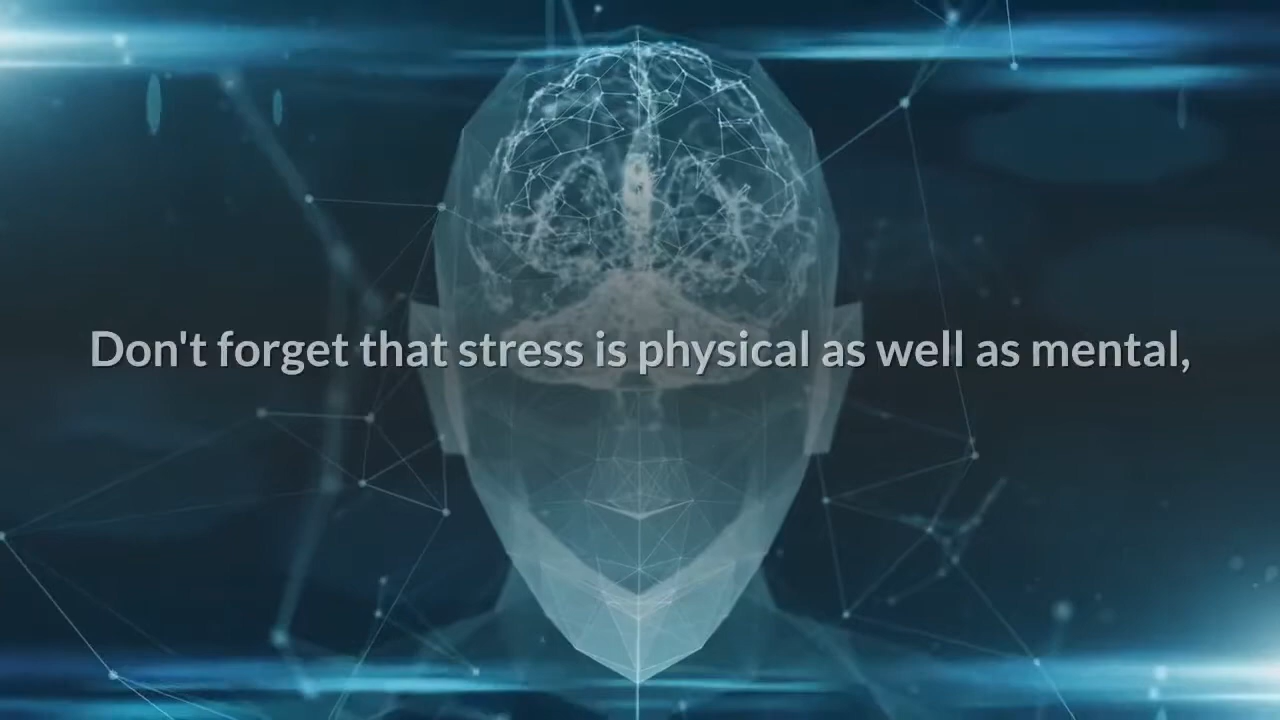 Don't forget that stress is physical as well as mental,